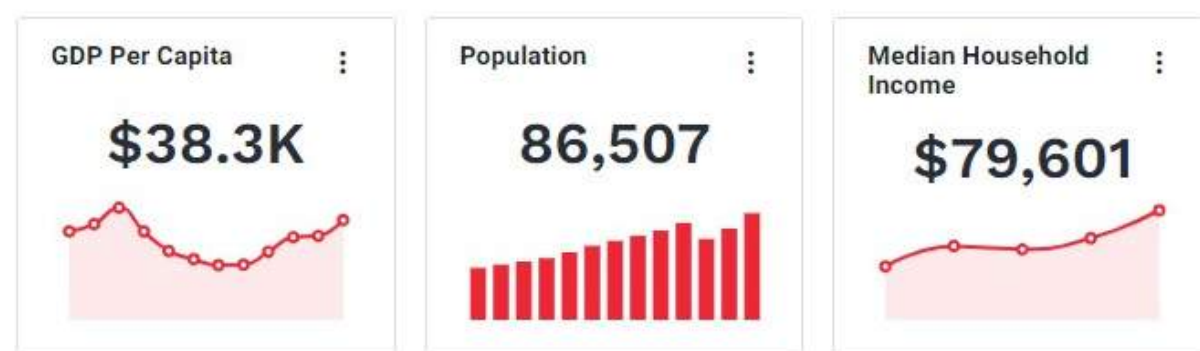 GDP Per Capita
$38.3K
Population
86,507
Median Household
Income
$79,601